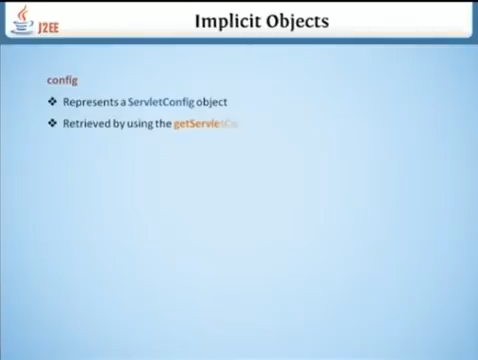 J2EE
Implicit Objects
config
❖ Represents a ServletConfig object
❖ Retrieved by using the